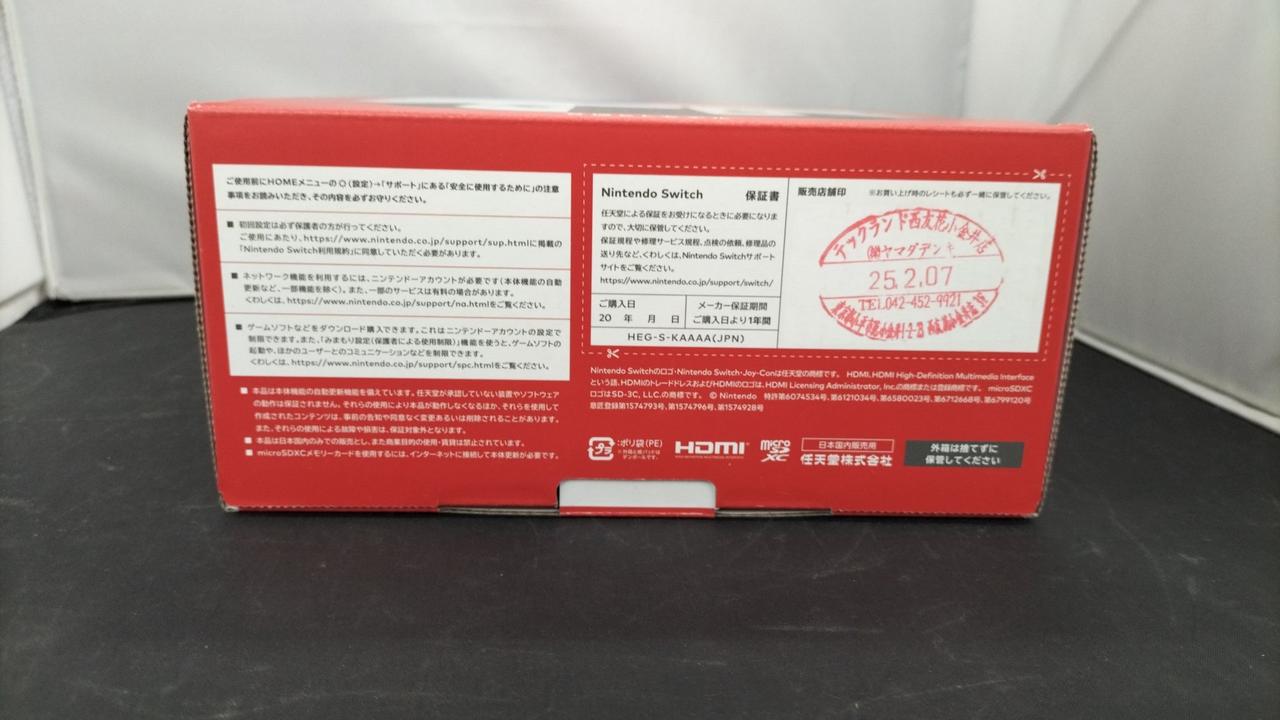 ご使用前にHOMEメニューの(設定)→「サポート」にある「安全に使用するために」の注意
事項をお読みいただき、その内容を必ずお守りください。
■ 初回設定は必ず保護者の方が行ってください。
ご使用にあたり、https://www.nintendo.co.jp/support/sup.htmlに掲載の
「Nintendo Switch利用規約」に同意していただく必要があります。
■ ネットワーク機能を利用するには、ニンテンドーアカウントが必要です(本体機能の自動
更新など、一部機能を除く)。また、一部のサービスは有料の場合があります。
くわしくは、https://www.nintendo.co.jp/support/na.htmlをご覧ください。
■ ゲームソフトなどをダウンロード購入できます。これはニンテンドーアカウントの設定で
制限できます。また、「みまもり設定(保護者による使用制限)」機能を使うと、ゲームソフトの
起動や、ほかのユーザーとのコミュニケーションなどを制限できます。
くわしくは、https://www.nintendo.co.jp/support/spc.htmlをご覧ください。
■ 本品は本体機能の自動更新機能を備えています。任天堂が承認していない装置やソフトウェア
の動作は保証されません。それらの使用により本品が動作しなくなるほか、それらを使用して
作成されたコンテンツは、事前の告知や同意なく変更あるいは削除されることがあります。
また、それらの使用による故障や損害は、保証対象外となります。
■ 本品は日本国内のみでの販売とし、また商業目的の使用・賃貸は禁止されています。
■ microSDXCメモリーカードを使用するには、インターネットに接続して本体更新が必要です。
Nintendo Switch 保証書
任天堂による保証をお受けになるときに必要になりま
すので、大切に保管してください。
保証規程や修理サービス規程、点検の依頼、修理品の
送り先など、くわしくは、Nintendo Switchサポート
サイトをご覧ください。
https://www.nintendo.co.jp/support/switch/
ご購入日
20 年 月 日
メーカー保証期間
ご購入日より1年間
HEG-S-KAAAA(JPN)
販売店舗印 ※お買い上げ時のレシートも必ず一緒に保管してください。
テックランド西友花小金井店
㈱ヤマダデンキ
25.2.07
TEL.042-452-9921
Nintendo Switchのロゴ・Nintendo Switch・Joy-Conは任天堂の商標です。 HDMI、HDMI High-Definition Multimedia Interface
という語、HDMIのトレードドレスおよびHDMIのロゴは、HDMI Licensing Administrator, Inc.の商標または登録商標です。 microSDXC
ロゴはSD-3C, LLC.の商標です。 © Nintendo 特許第6074534号、第6121034号、第6580023号、第6712668号、第6799120号
意匠登録第1574793号、第1574796号、第1574928号
プラ
:ポリ袋(PE)
HDMI
micro SD XC
日本国内販売用
任天堂株式会社
外箱は捨てずに
保管してください